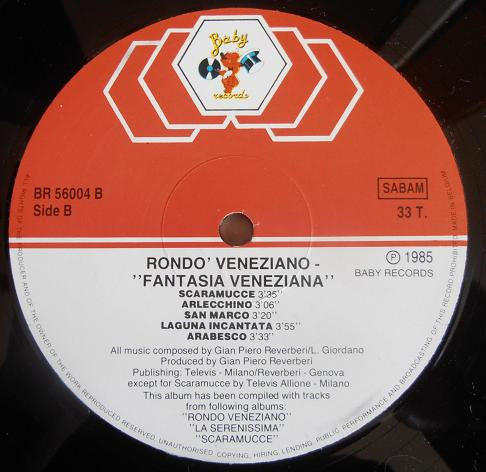 Baby
records
BR 56004 B
Side B
SABAM
33 T.
RONDO' VENEZIANO -
"FANTASIA VENEZIANA"
℗ 1985
BABY RECORDS
SCARAMUCCE 3'35"
ARLECCHINO 3'06"
SAN MARCO 3'20"
LAGUNA INCANTATA 3'55"
ARABESCO 3'33"
All music composed by Gian Piero Reverberi/L. Giordano
Produced by Gian Piero Reverberi
Publishing: Televis - Milano/Reverberi - Genova
except for Scaramucce by Televis Allione - Milano
This album has been compiled with tracks
from following albums:
"RONDO VENEZIANO"
"LA SERENISSIMA"
"SCARAMUCCE"
ALL RIGHTS OF THE PRODUCER AND OF THE OWNER OF THE WORK REPRODUCED RESERVED. UNAUTHORISED COPYING, HIRING, LENDING, PUBLIC PERFORMANCE AND BROADCASTING OF THIS RECORD PROHIBITED. MADE IN BELGIUM